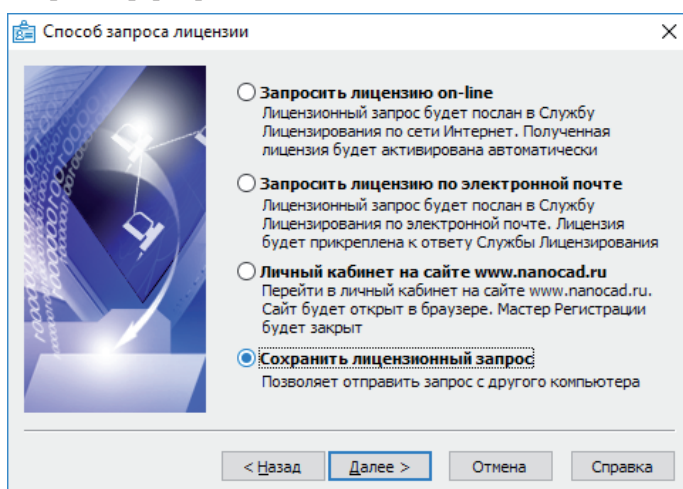 Способ запроса лицензии
Запросить лицензию on-line
Лицензионный запрос будет послан в Службу
Лицензирования по сети Интернет. Полученная
лицензия будет активирована автоматически
Запросить лицензию по электронной почте
Лицензионный запрос будет послан в Службу
Лицензирования по электронной почте. Лицензия
будет прикреплена к ответу Службы Лицензирования
Личный кабинет на сайте www.nanocad.ru
Перейти в личный кабинет на сайте www.nanocad.ru.
Сайт будет открыт в браузере. Мастер Регистрации
будет закрыт
Сохранить лицензионный запрос
Позволяет отправить запрос с другого компьютера
< Назад Далее > Отмена Справка